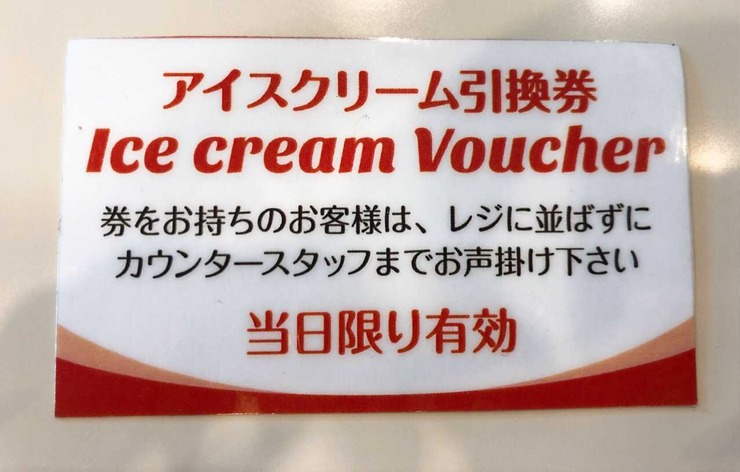 アイスクリーム引換券
Ice cream Voucher
券をお持ちのお客様は、レジに並ばずに
カウンタースタッフまでお声掛け下さい
当日限り有効